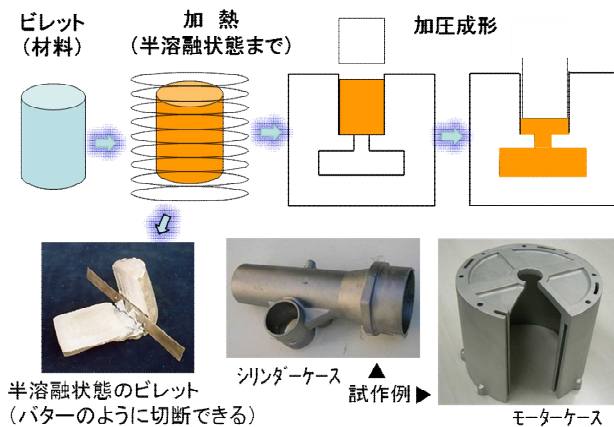 ビレット
(材料)
加 熱
(半溶融状態まで)
加圧成形
半溶融状態のビレット
(バターのように切断できる)
シリンダーケース
▲
試作例▶
モーターケース